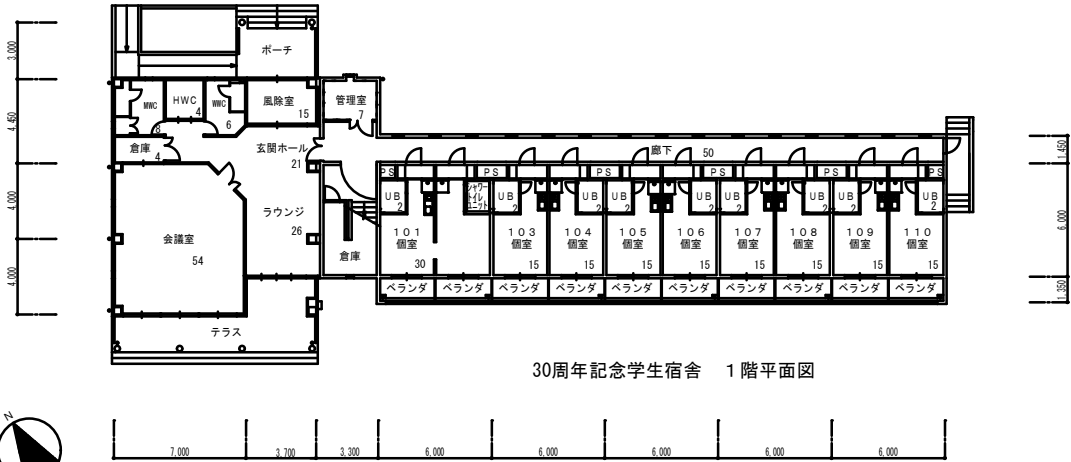 ポーチ
3,000
MWC
8
HWC
4
WWC
6
風除室
15
管理室
7
4,450
倉庫
4
玄関ホール
21
廊下 50
1,450
PS
PS
PS
PS
PS
PS
UB
2
シャワー
トイレ
ユニット
UB
2
UB
2
UB
2
UB
2
UB
2
UB
2
UB
2
UB
2
4,000
ラウンジ
26
会議室
54
倉庫
101
個室
30
103
個室
15
104
個室
15
105
個室
15
106
個室
15
107
個室
15
108
個室
15
109
個室
15
110
個室
15
6,000
4,000
ベランダ ベランダ ベランダ ベランダ ベランダ ベランダ ベランダ ベランダ ベランダ ベランダ
1,350
テラス
30周年記念学生宿舎 1階平面図
N
7,000 3,700 3,300 6,000 6,000 6,000 6,000 6,000